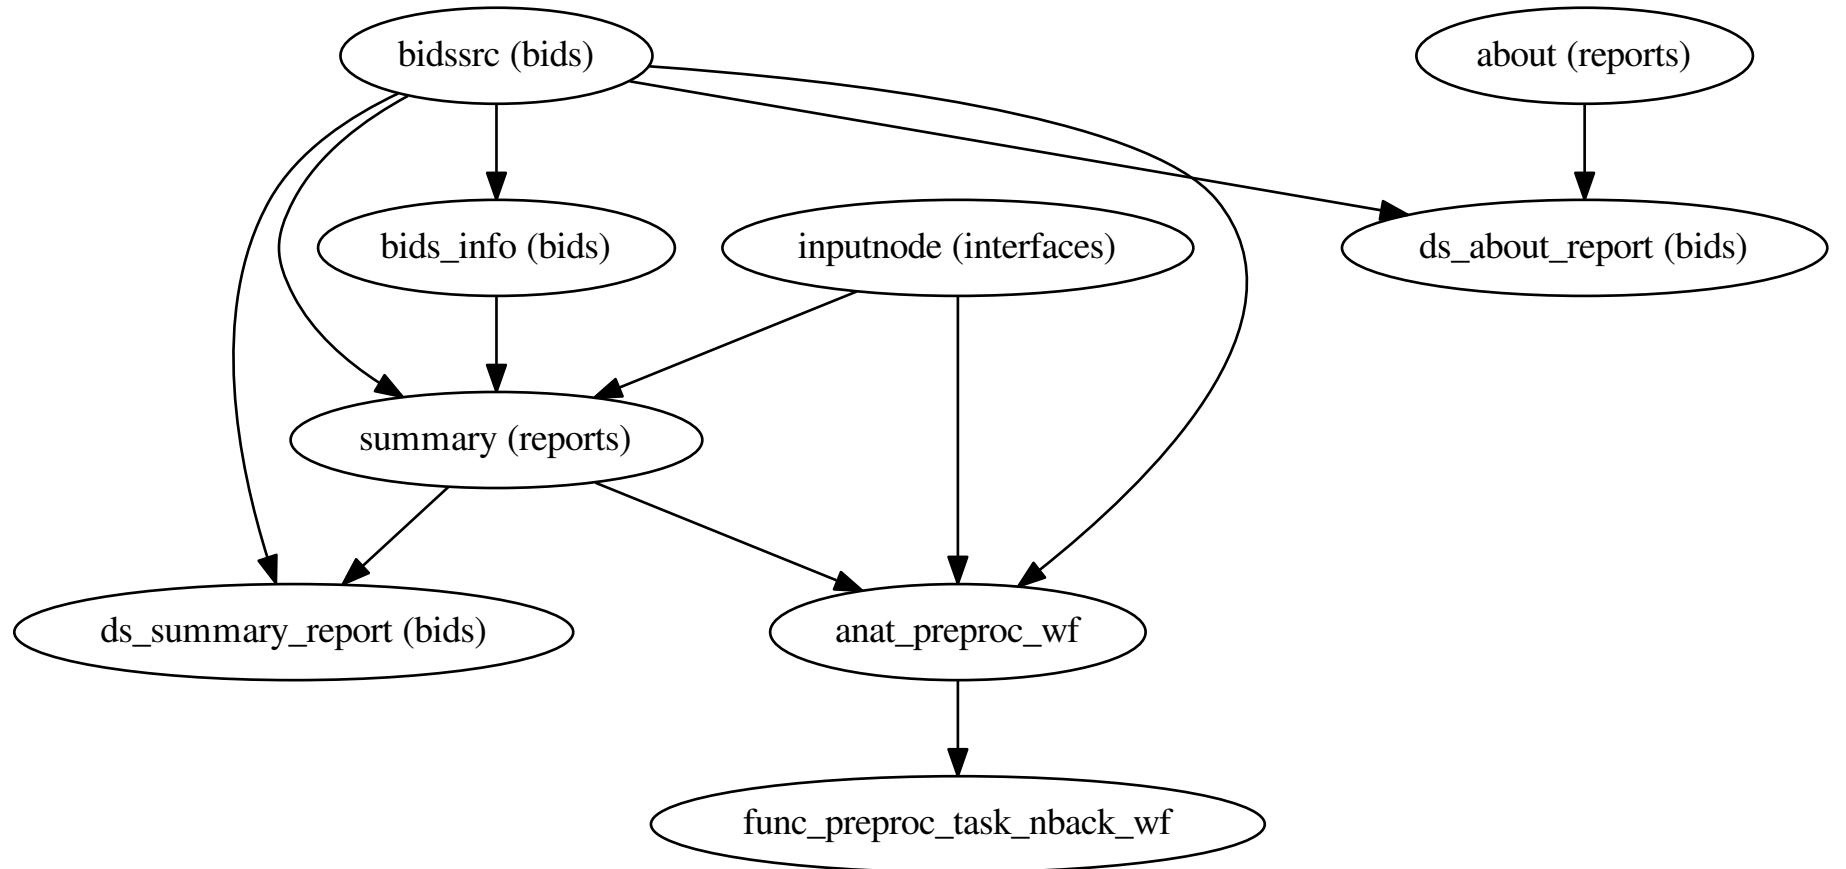 bidssrc (bids)
about (reports)
bids_info (bids)
inputnode (interfaces)
ds_about_report (bids)
summary (reports)
ds_summary_report (bids)
anat_preproc_wf
func_preproc_task_nback_wf